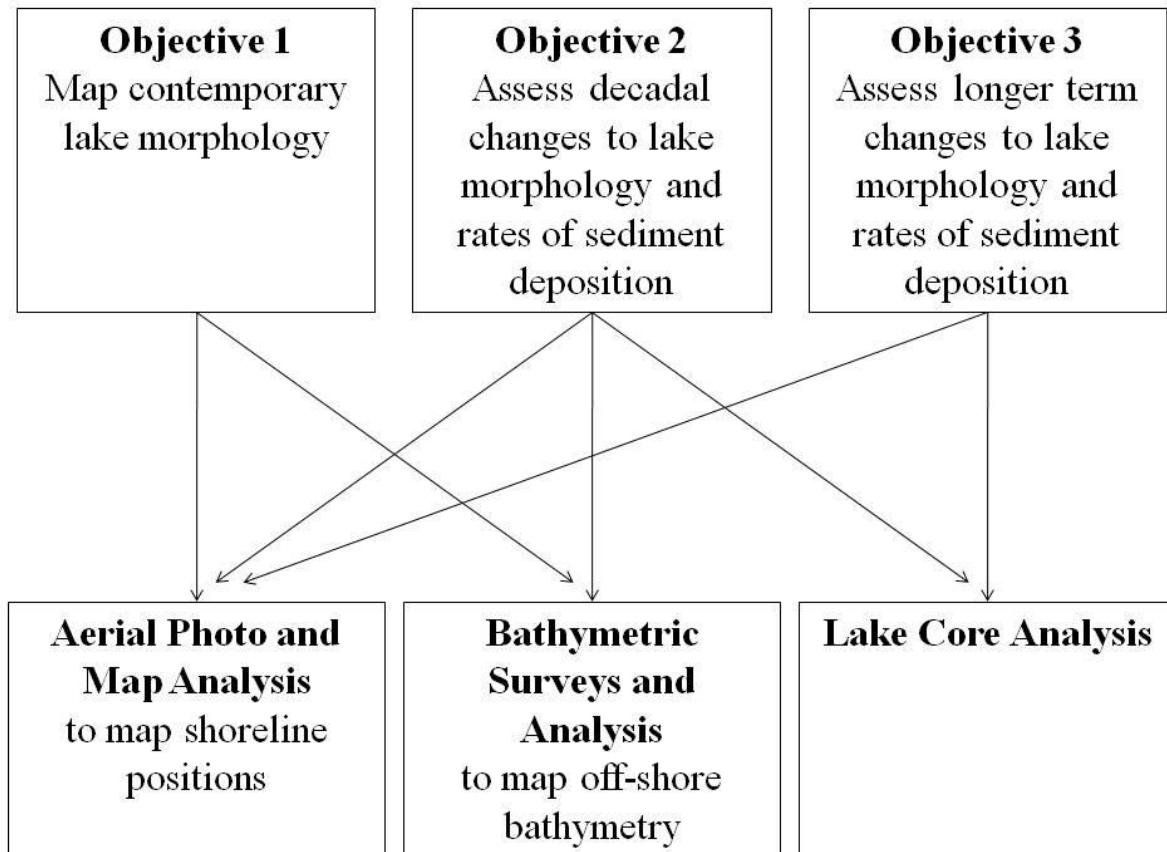 Objective 1
Map contemporary
lake morphology
Objective 2
Assess decadal
changes to lake
morphology and
rates of sediment
deposition
Objective 3
Assess longer term
changes to lake
morphology and
rates of sediment
deposition
Aerial Photo and
Map Analysis
to map shoreline
positions
Bathymetric
Surveys and
Analysis
to map off-shore
bathymetry
Lake Core Analysis